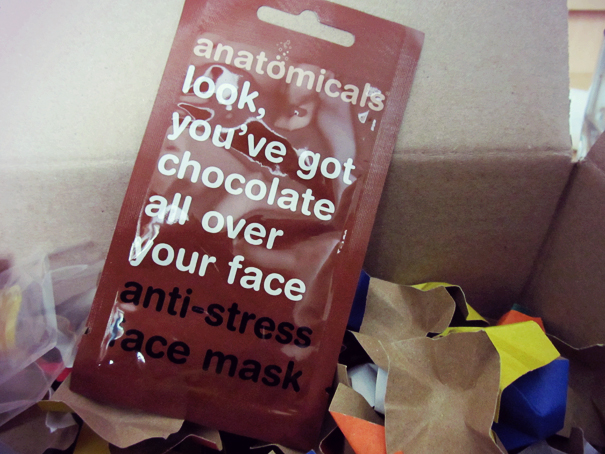 anatomicals
look,
you've got
chocolate
all over
your face
anti-stress
face mask